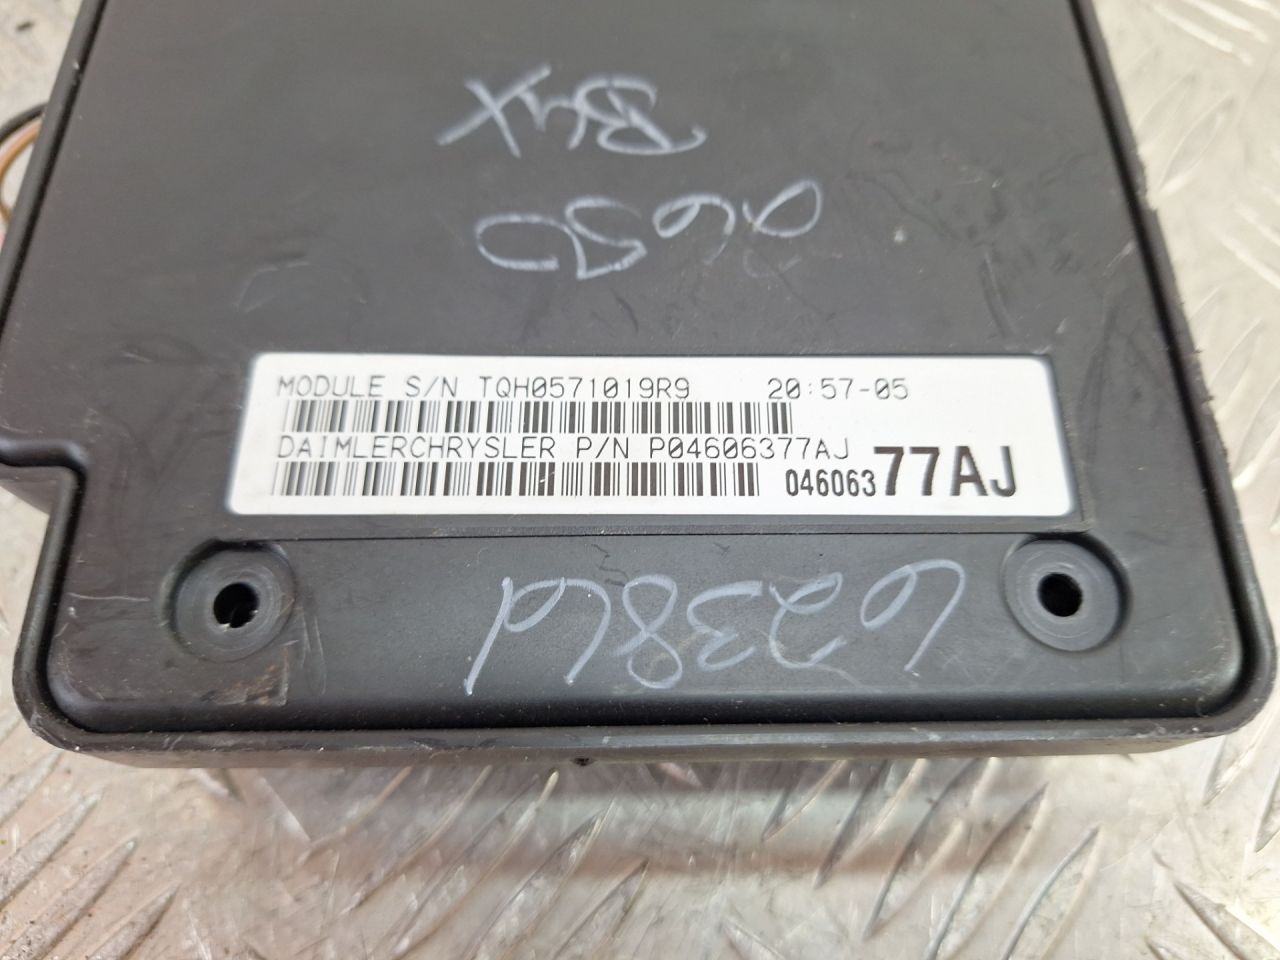 MODULE S/N TQH0571019R9 20:57-05
DAIMLERCHRYSLER P/N P04606377AJ
04606377AJ